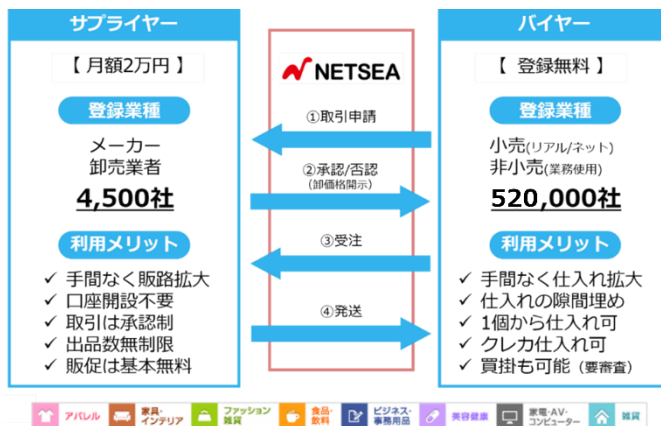 サプライヤー
【 月額2万円 】
登録業種
メーカー
卸売業者
4,500社
利用メリット
✓ 手間なく販路拡大
✓ 口座開設不要
✓ 取引は承認制
✓ 出品数無制限
✓ 販促は基本無料
NETSEA
①取引申請
②承認/否認
(卸価格開示)
③受注
④発送
バイヤー
【 登録無料 】
登録業種
小売(リアル/ネット)
非小売(業務使用)
520,000社
利用メリット
✓ 手間なく仕入れ拡大
✓ 仕入れの隙間埋め
✓ 1個から仕入れ可
✓ クレカ仕入れ可
✓ 買掛も可能 (要審査)
アパレル
家具・
インテリア
ファッション
雑貨
食品・
飲料
ビジネス・
事務用品
美容健康
家電・AV・
コンピューター
雑貨